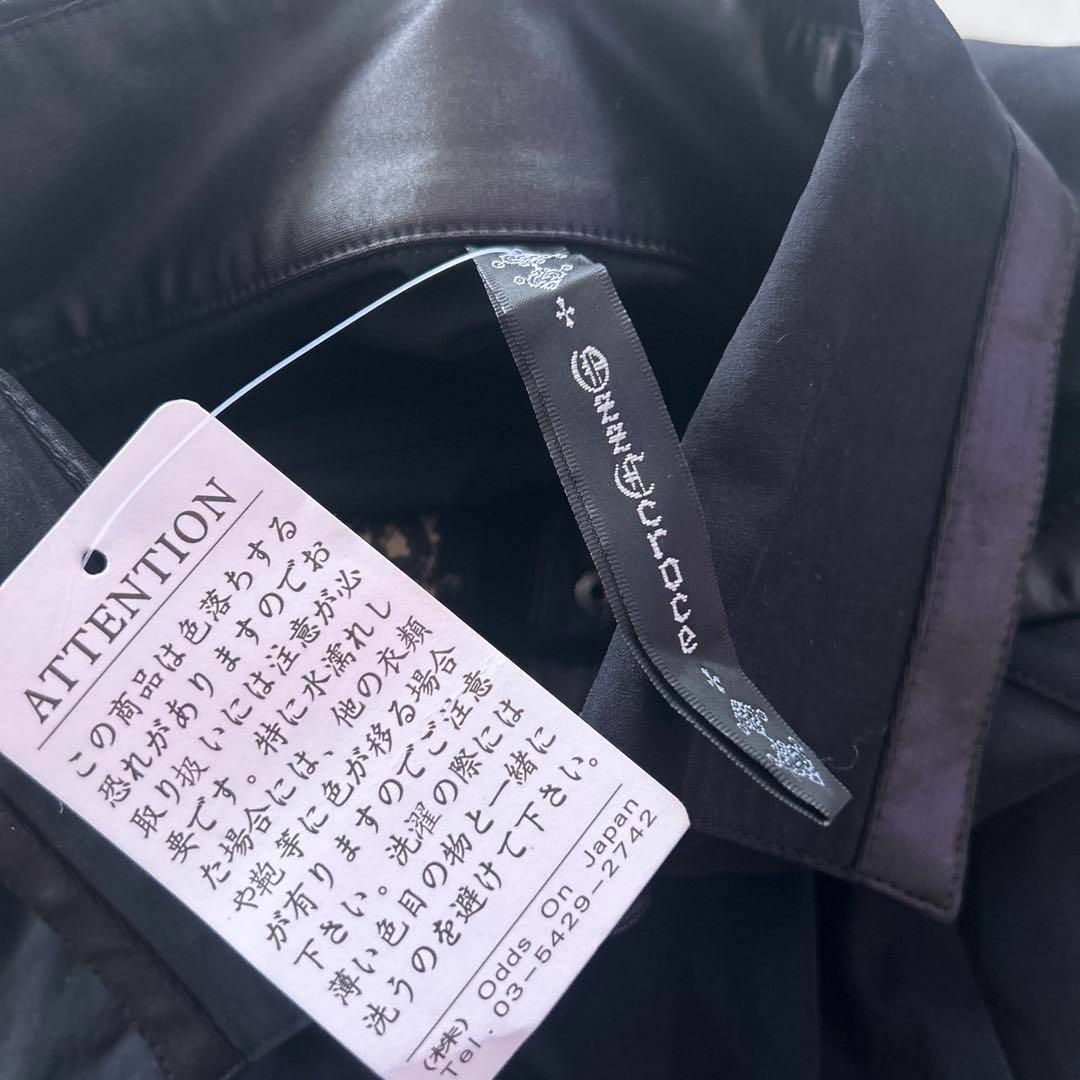 OzzCroce
ATTENTION
この商品は色落ちする
恐れがありますのでお
取り扱いには注意が必
要です。特に水濡れし
た場合には、他の衣類
や鞄等に色が移る場合
が有りますのでご注意
下さい。洗濯の際には
薄い色目の物と一緒に
洗うのを避けて下さい。
(株) Odds On Japan
Tel.03-5429-2742